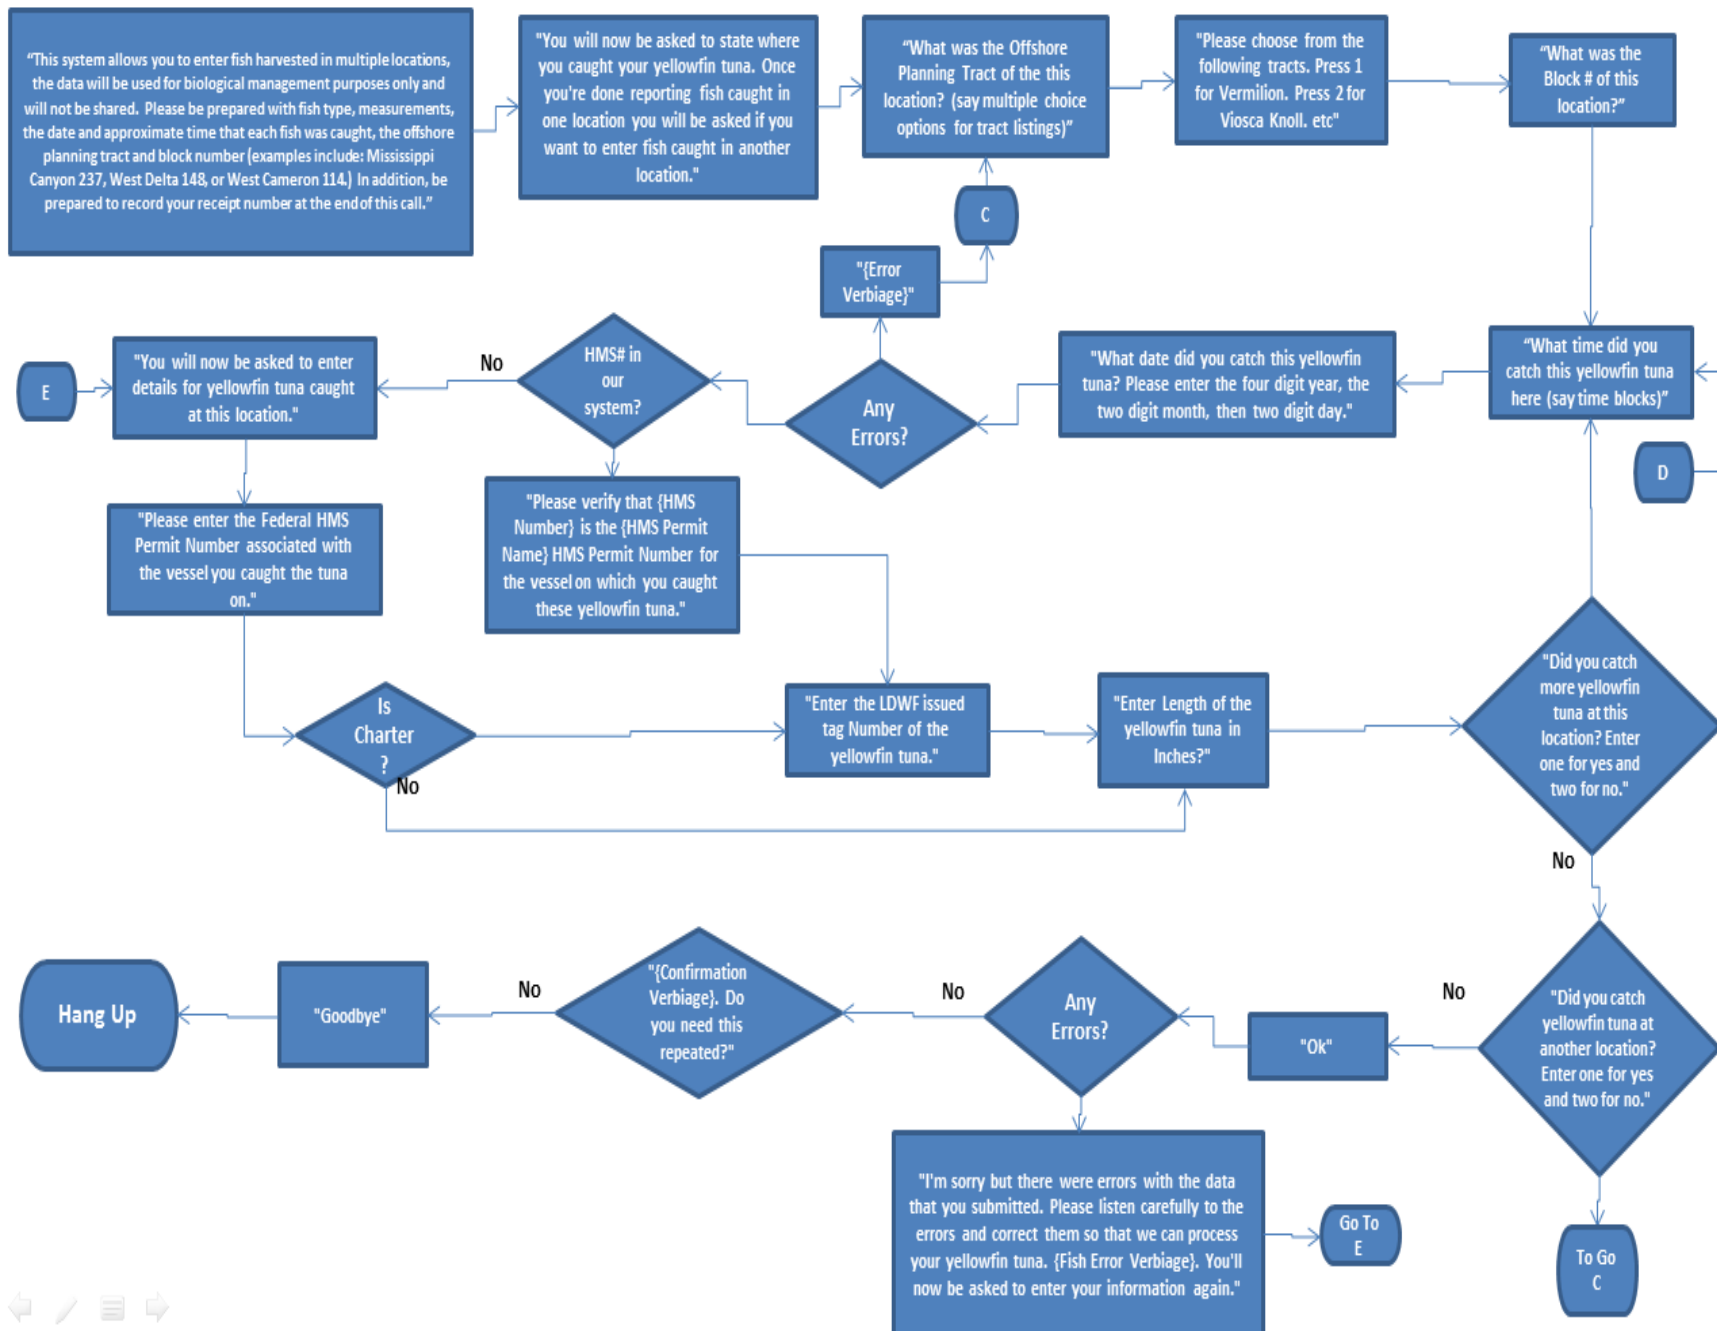 “This system allows you to enter fish harvested in multiple locations,
the data will be used for biological management purposes only and
will not be shared. Please be prepared with fish type, measurements,
the date and approximate time that each fish was caught, the offshore
planning tract and block number (examples include: Mississippi
Canyon 237, West Delta 148, or West Cameron 114.) In addition, be
prepared to record your receipt number at the end of this call.”
"You will now be asked to state where
you caught your yellowfin tuna. Once
you're done reporting fish caught in
one location you will be asked if you
want to enter fish caught in another
location."
“What was the Offshore
Planning Tract of the this
location? (say multiple choice
options for tract listings)”
"Please choose from the
following tracts. Press 1
for Vermilion. Press 2 for
Viosca Knoll. etc"
“What was the
Block # of this
location?”
C
"{Error
Verbiage}"
E
"You will now be asked to enter
details for yellowfin tuna caught
at this location."
No
HMS# in
our
system?
Any
Errors?
"What date did you catch this yellowfin
tuna? Please enter the four digit year, the
two digit month, then two digit day."
“What time did you
catch this yellowfin tuna
here (say time blocks)”
D
"Please enter the Federal HMS
Permit Number associated with
the vessel you caught the tuna
on."
"Please verify that {HMS
Number} is the {HMS Permit
Name} HMS Permit Number for
the vessel on which you caught
these yellowfin tuna."
Is
Charter
?
No
"Enter the LDWF issued
tag Number of the
yellowfin tuna."
"Enter Length of the
yellowfin tuna in
Inches?"
"Did you catch
more yellowfin
tuna at this
location? Enter
one for yes and
two for no."
No
Hang Up
"Goodbye"
No
"{Confirmation
Verbiage}. Do
you need this
repeated?"
No
Any
Errors?
"Ok"
No
"Did you catch
yellowfin tuna at
another location?
Enter one for yes
and two for no."
"I'm sorry but there were errors with the data
that you submitted. Please listen carefully to the
errors and correct them so that we can process
your yellowfin tuna. {Fish Error Verbiage}. You'll
now be asked to enter your information again."
Go To
E
To Go
C